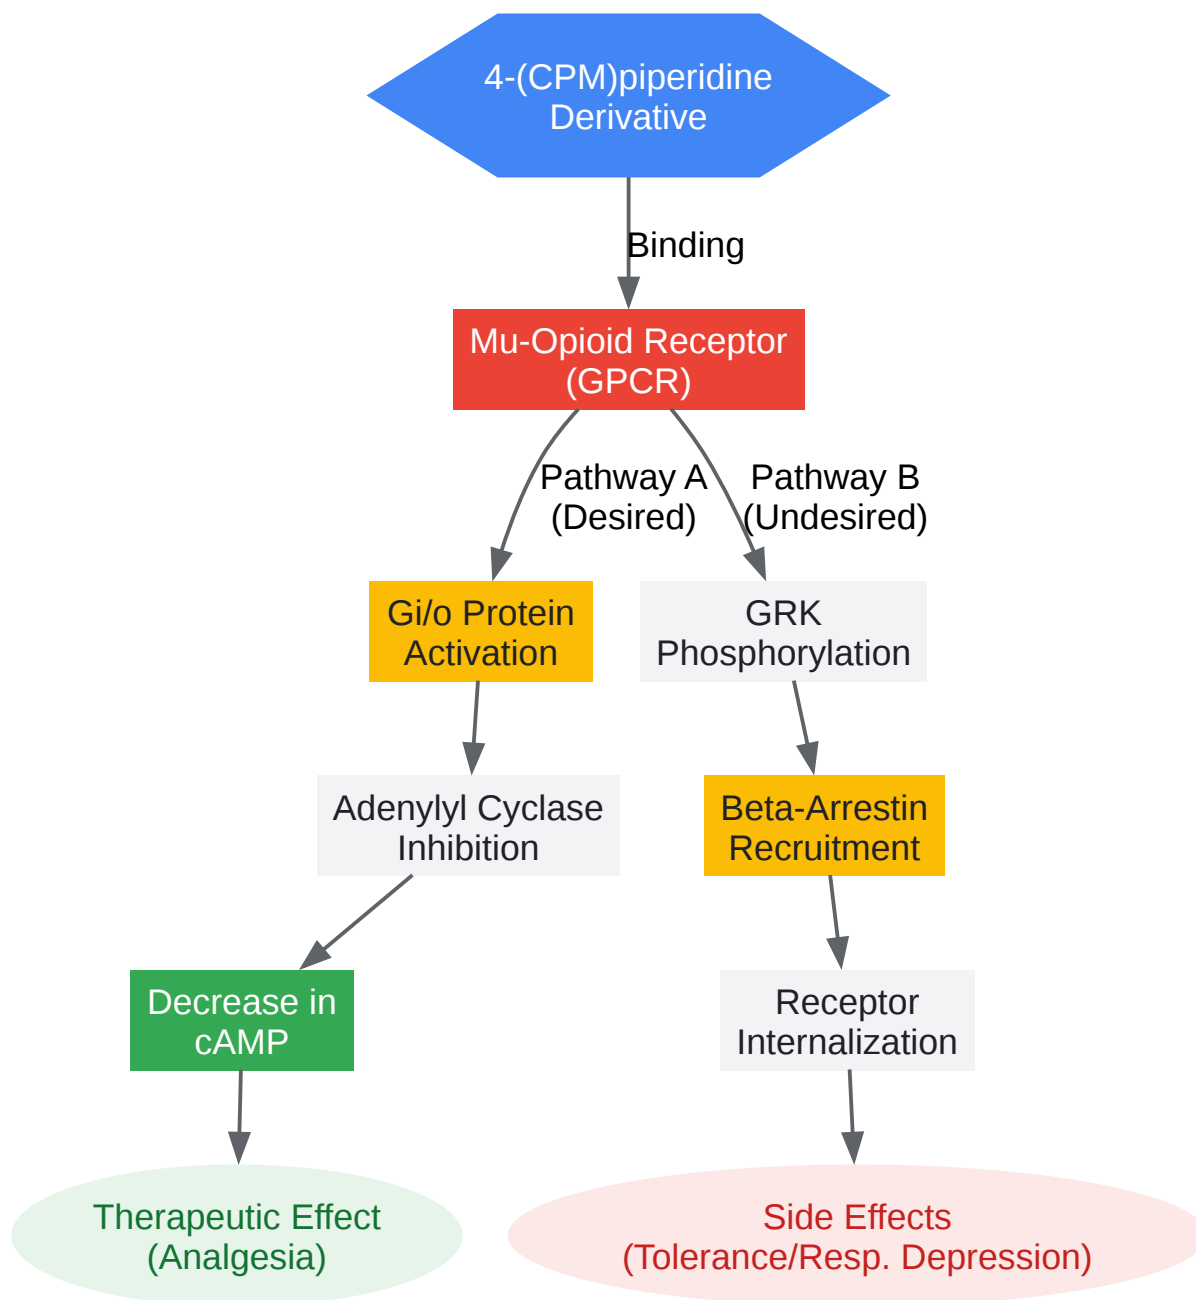 4-(CPM)piperidine
Derivative
Binding
Mu-Opioid Receptor
(GPCR)
Pathway A
(Desired)
Pathway B
(Undesired)
Gi/o Protein
Activation
GRK
Phosphorylation
Adenylyl Cyclase
Inhibition
Beta-Arrestin
Recruitment
Decrease in
cAMP
Receptor
Internalization
Therapeutic Effect
(Analgesia)
Side Effects
(Tolerance/Resp. Depression)